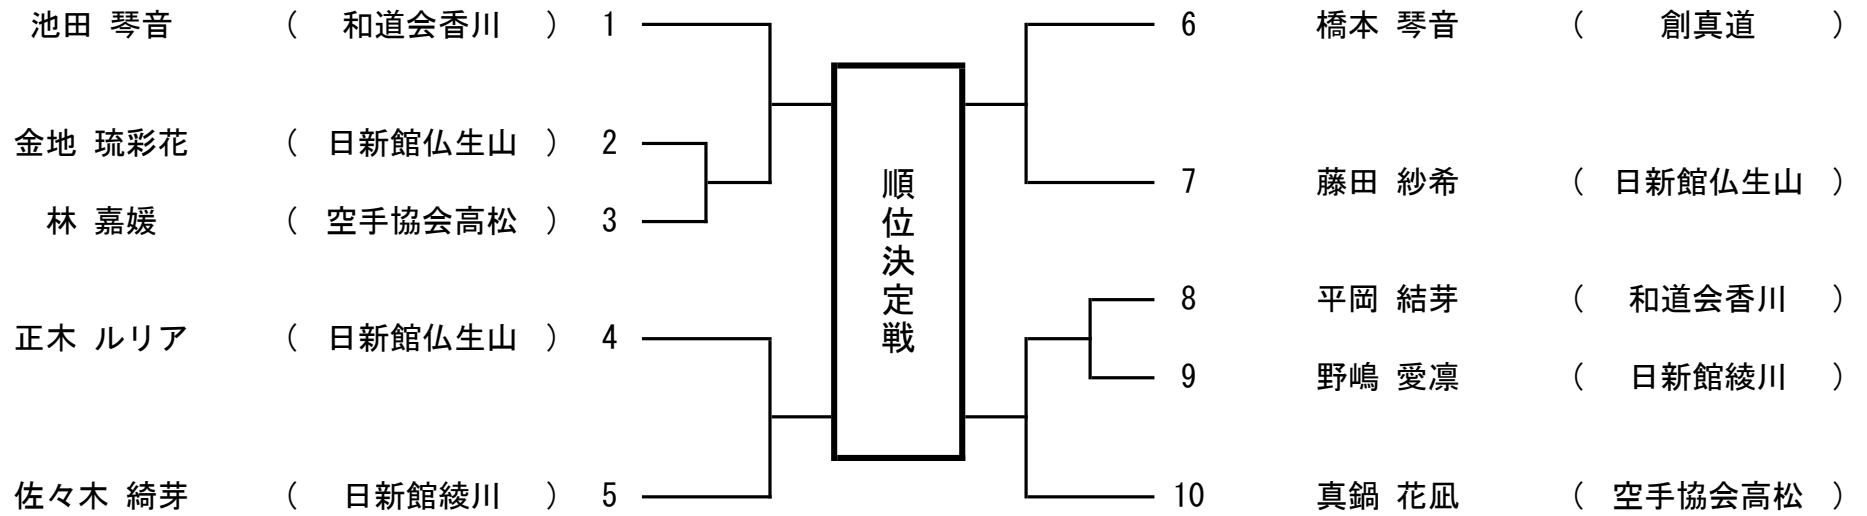 池田 琴音 ( 和道会香川 ) 1
金地 琉彩花 ( 日新館仏生山 ) 2
林 嘉媛 ( 空手協会高松 ) 3
正木 ルリア ( 日新館仏生山 ) 4
佐々木 綺芽 ( 日新館綾川 ) 5
順位決定戦
6 橋本 琴音 ( 創真道 )
7 藤田 紗希 ( 日新館仏生山 )
8 平岡 結芽 ( 和道会香川 )
9 野嶋 愛凛 ( 日新館綾川 )
10 真鍋 花凪 ( 空手協会高松 )